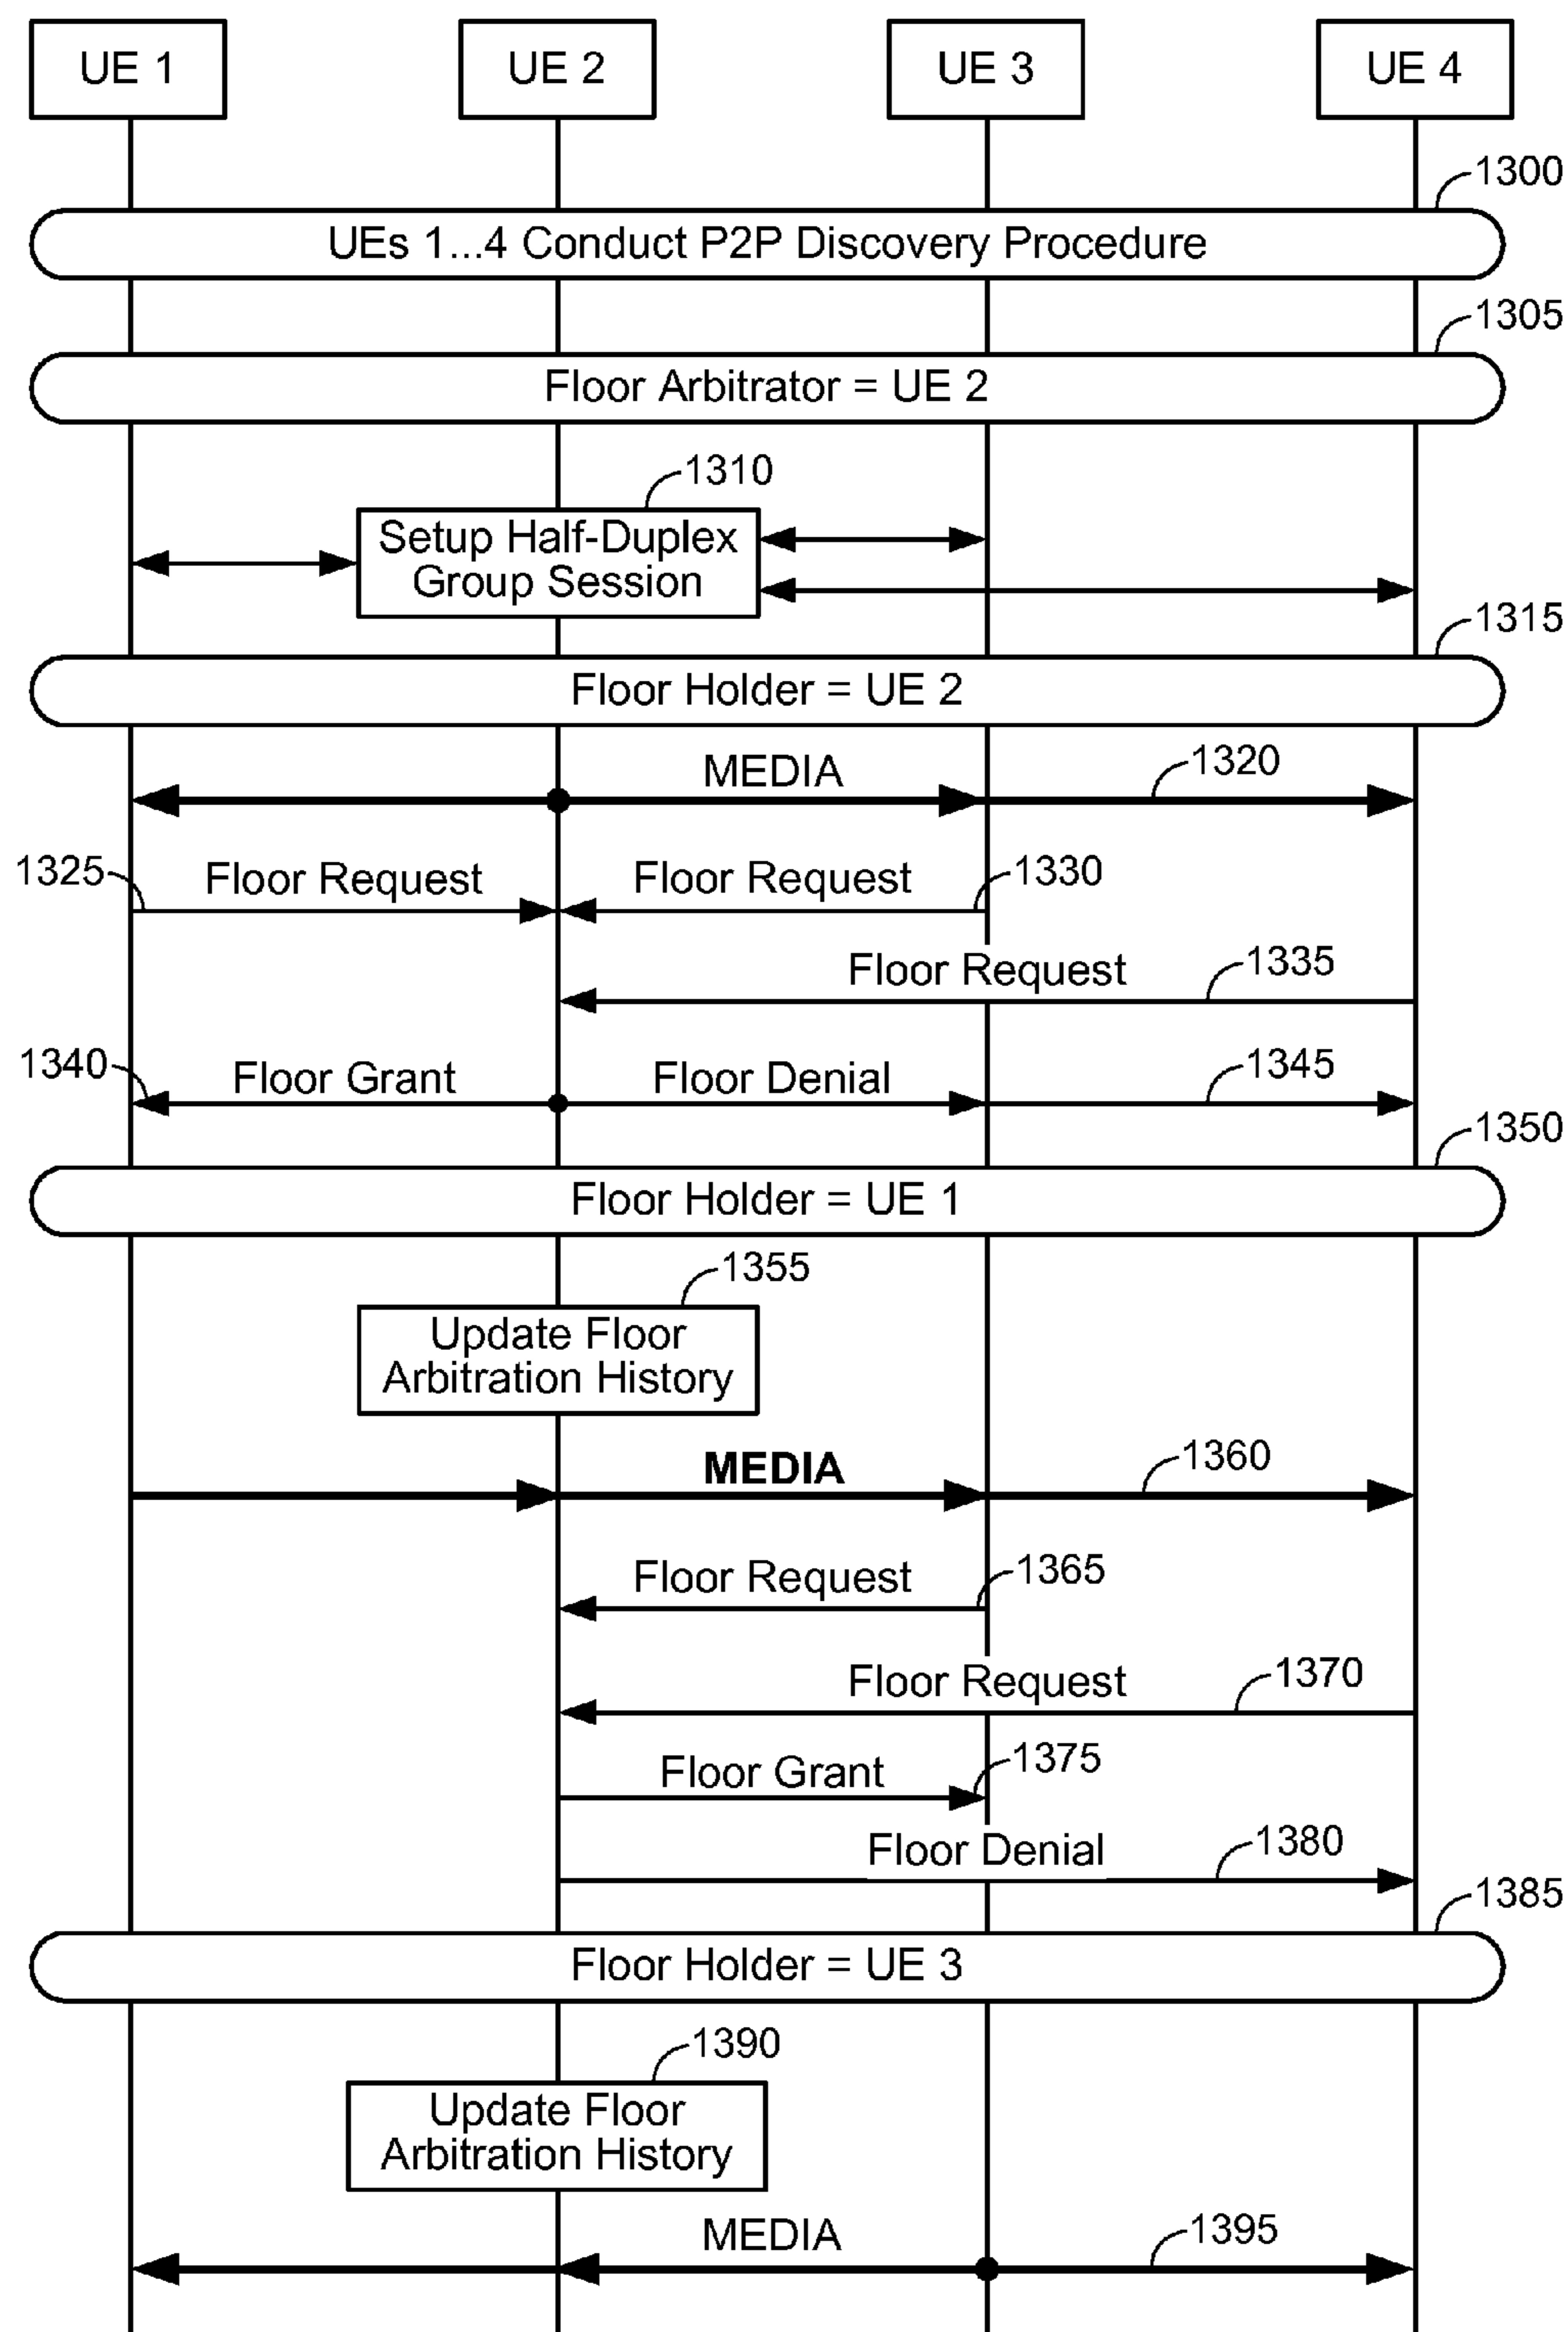 UE 1
UE 2
UE 3
UE 4
1300
UEs 1...4 Conduct P2P Discovery Procedure
1305
Floor Arbitrator = UE 2
1310
Setup Half-Duplex
Group Session
1315
Floor Holder = UE 2
MEDIA
1320
1325
Floor Request
Floor Request
1330
Floor Request
1335
1340
Floor Grant
Floor Denial
1345
1350
Floor Holder = UE 1
1355
Update Floor
Arbitration History
MEDIA
1360
Floor Request
1365
Floor Request
1370
Floor Grant
1375
Floor Denial
1380
1385
Floor Holder = UE 3
1390
Update Floor
Arbitration History
MEDIA
1395